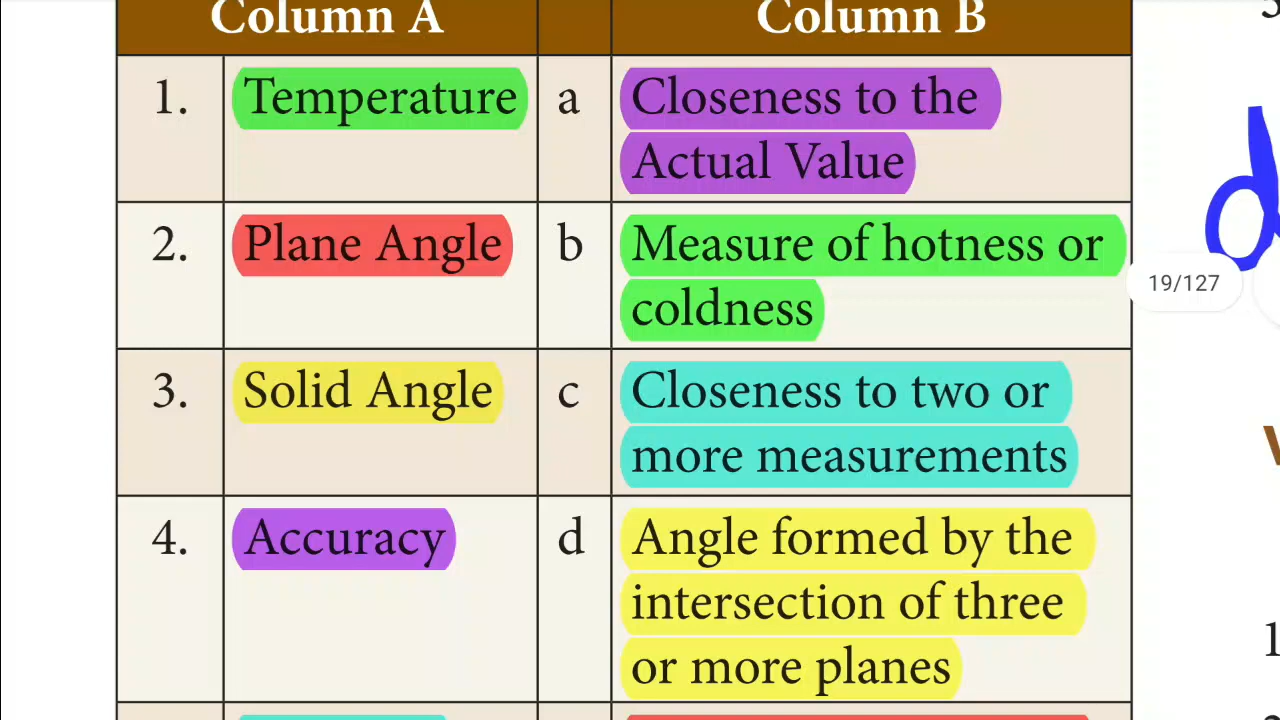 Column A Column B
1. Temperature a Closeness to the
Actual Value
2. Plane Angle b Measure of hotness or
coldness
19/127
3. Solid Angle c Closeness to two or
more measurements
4. Accuracy d Angle formed by the
intersection of three
or more planes